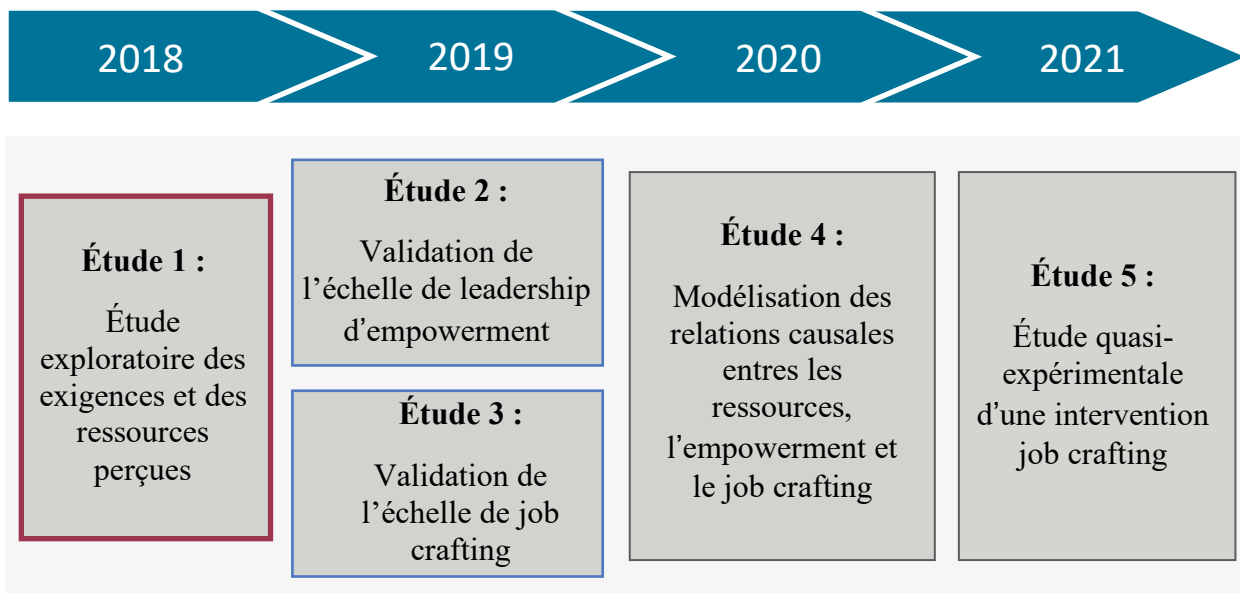 2018
2019
2020
2021
Étude 1 :
Étude
exploratoire des
exigences et des
ressources
perçues
Étude 2 :
Validation de
l’échelle de leadership
d’empowerment
Étude 3 :
Validation de
l’échelle de job
crafting
Étude 4 :
Modélisation des
relations causales
entres les
ressources,
l’empowerment et
le job crafting
Étude 5 :
Étude quasi-
expérimentale
d’une intervention
job crafting